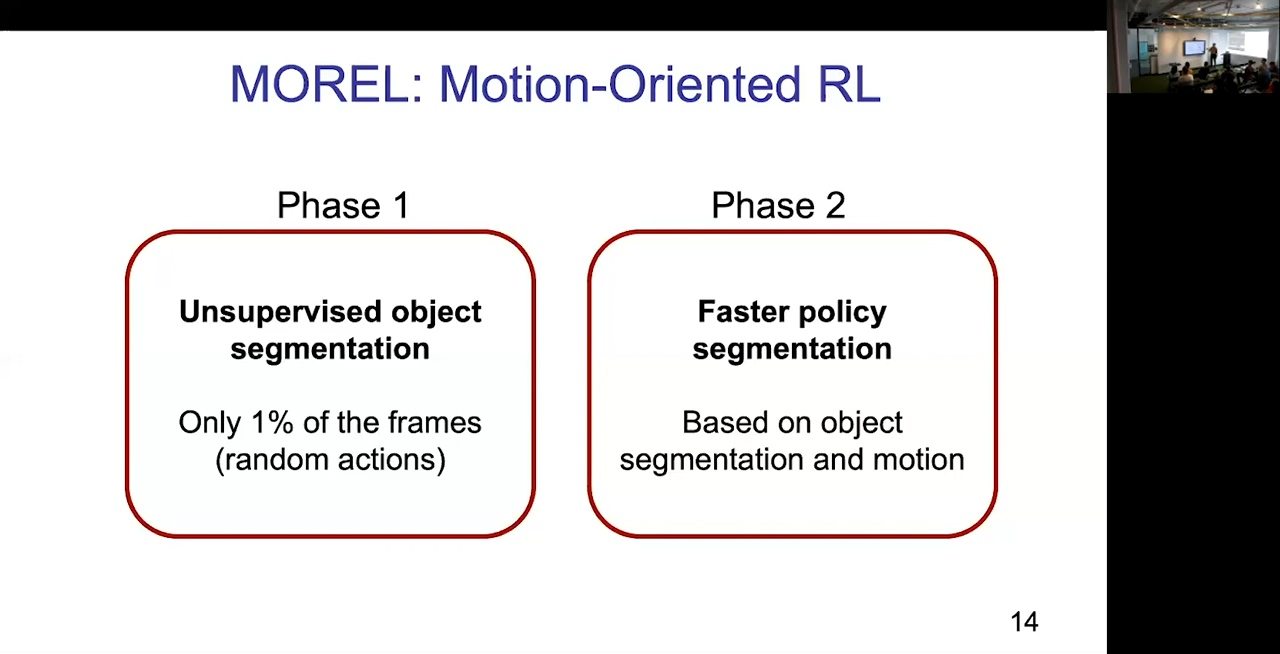 MOREL: Motion-Oriented RL
Phase 1
Unsupervised object
segmentation
Only 1% of the frames
(random actions)
Phase 2
Faster policy
segmentation
Based on object
segmentation and motion
14